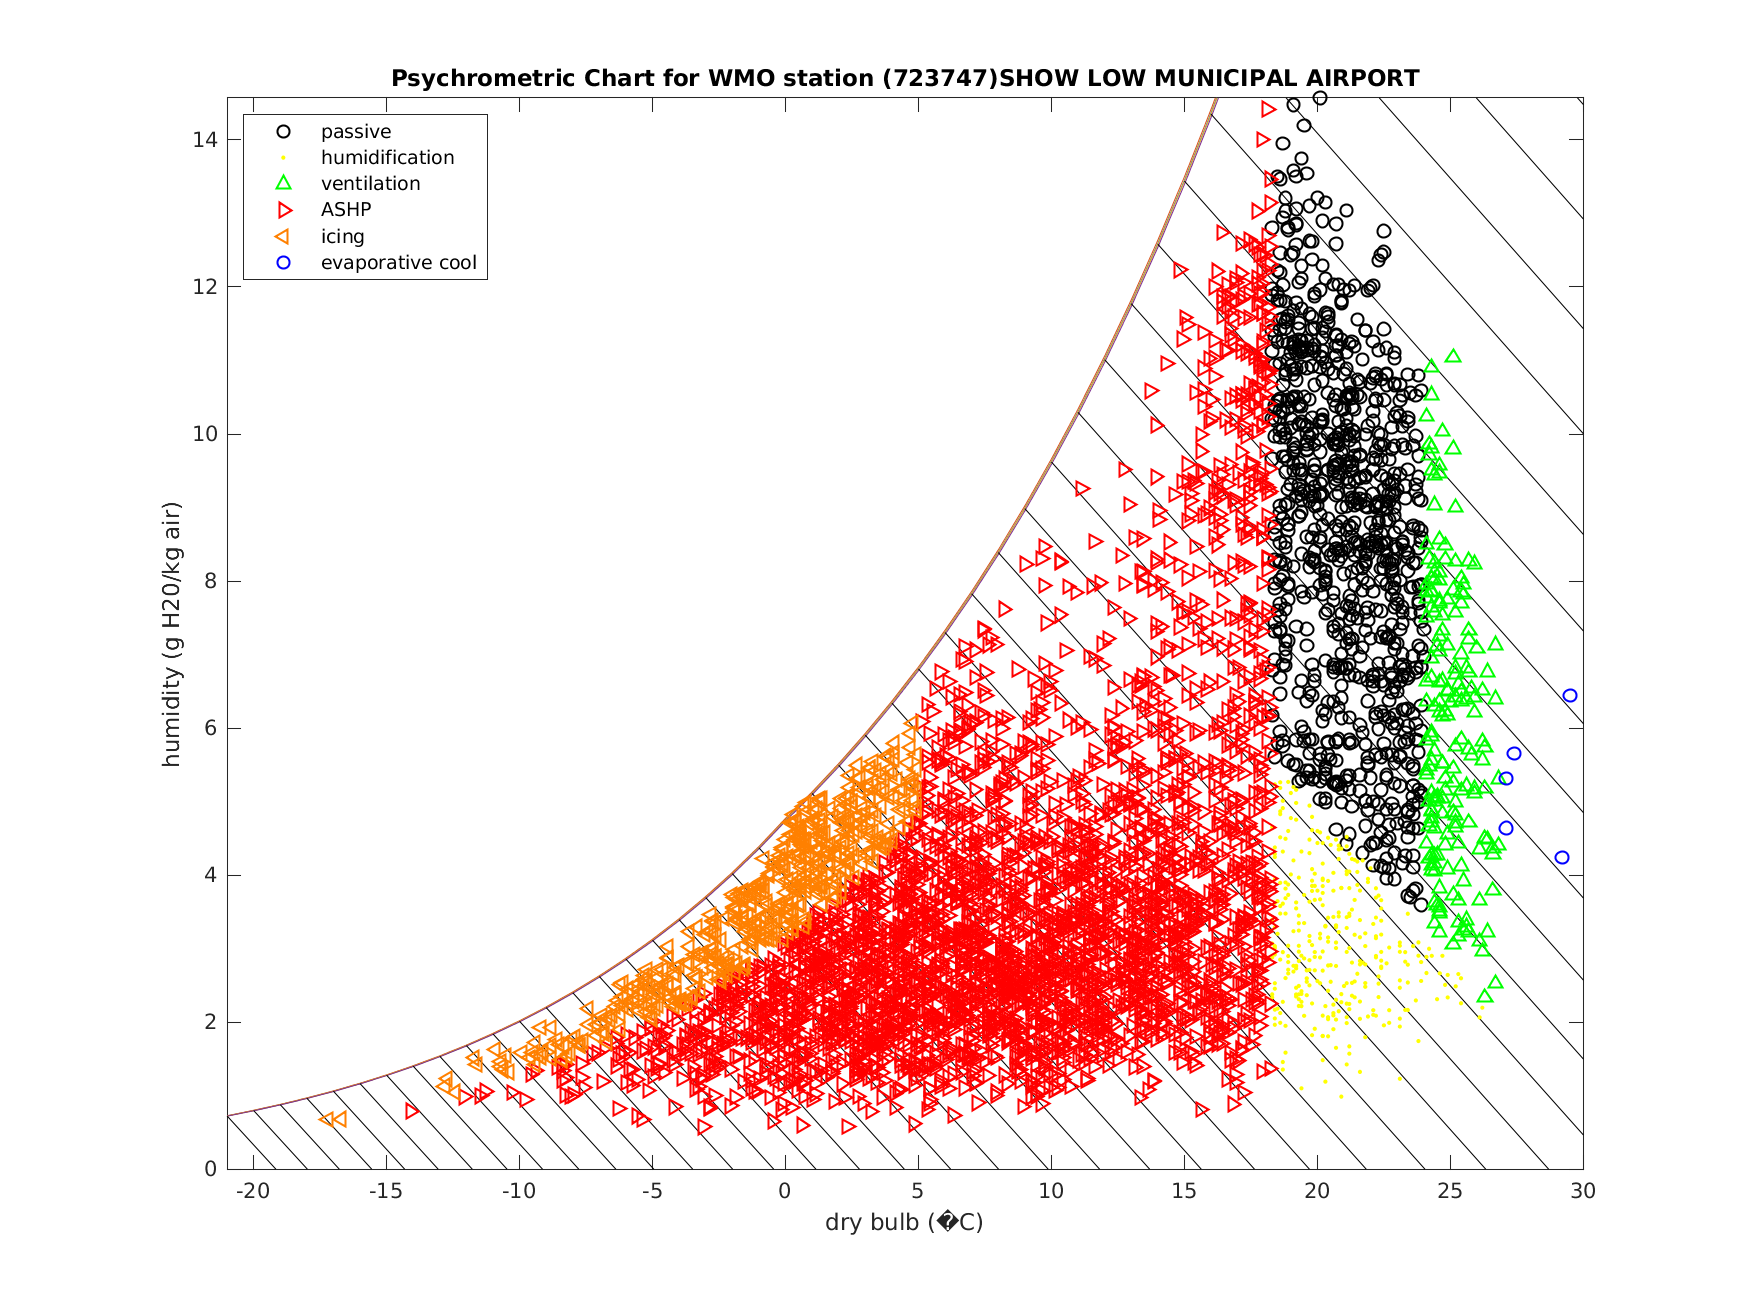 Psychrometric Chart for WMO station (723747)SHOW LOW MUNICIPAL AIRPORT
passive
humidification
ventilation
ASHP
icing
evaporative cool
humidity (g H20/kg air)
14
12
10
8
6
4
2
0
-20 -15 -10 -5 0 5 10 15 20 25 30
dry bulb (�C)